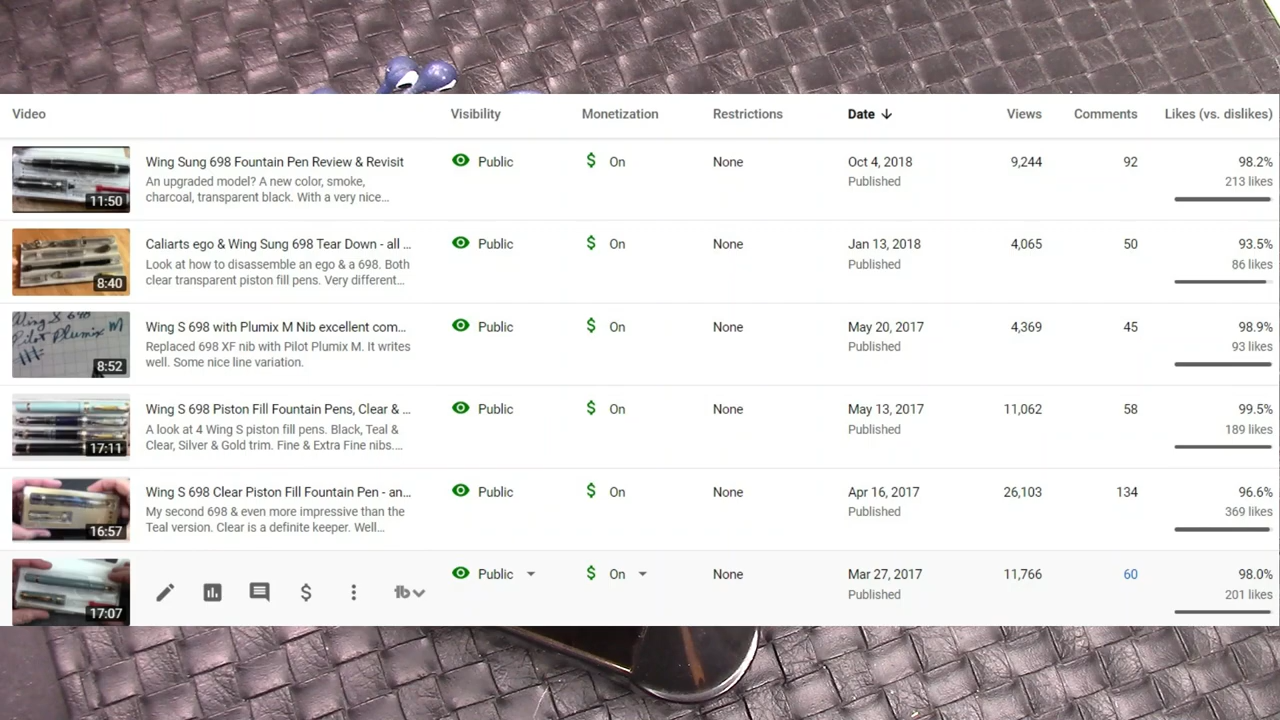 Video Visibility Monetization Restrictions Date Views Comments Likes (vs. dislikes)
Wing Sung 698 Fountain Pen Review & Revisit Public $ On None Oct 4, 2018 9,244 92 98.2%
An upgraded model? A new color, smoke, Published 213 likes
charcoal, transparent black. With a very nice...
11:50
Caliarts ego & Wing Sung 698 Tear Down - all ... Public $ On None Jan 13, 2018 4,065 50 93.5%
Look at how to disassemble an ego & a 698. Both Published 86 likes
clear transparent piston fill pens. Very different...
8:40
Wing S 698
Pilot Plumix M
Wing S 698 with Plumix M Nib excellent com... Public $ On None May 20, 2017 4,369 45 98.9%
Replaced 698 XF nib with Pilot Plumix M. It writes Published 93 likes
well. Some nice line variation.
8:52
Wing S 698 Piston Fill Fountain Pens, Clear & ... Public $ On None May 13, 2017 11,062 58 99.5%
A look at 4 Wing S piston fill pens. Black, Teal & Published 189 likes
Clear, Silver & Gold trim. Fine & Extra Fine nibs....
17:11
Wing S 698 Clear Piston Fill Fountain Pen - an... Public $ On None Apr 16, 2017 26,103 134 96.6%
My second 698 & even more impressive than the Published 369 likes
Teal version. Clear is a definite keeper. Well...
16:57
Public $ On None Mar 27, 2017 11,766 60 98.0%
$ tb Published 201 likes
17:07